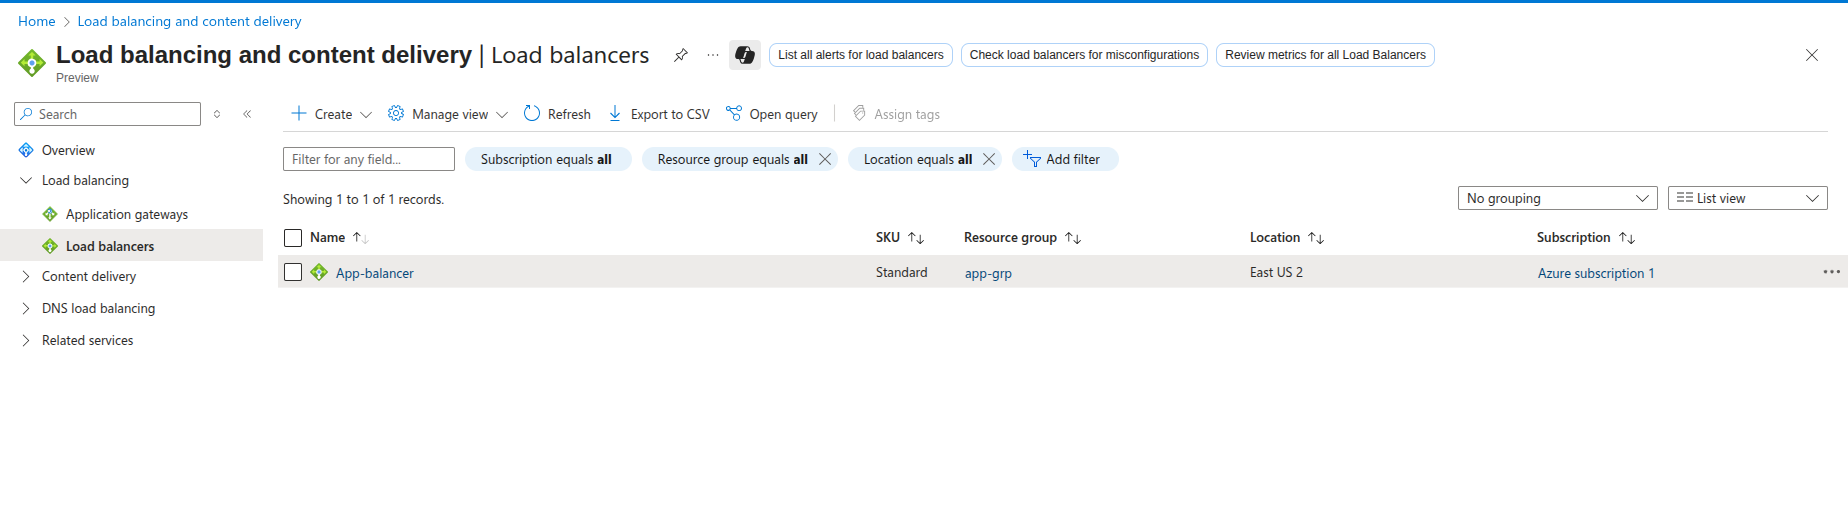 Home > Load balancing and content delivery
Load balancing and content delivery | Load balancers
List all alerts for load balancers
Check load balancers for misconfigurations
Review metrics for all Load Balancers
Preview
Search
Overview
Load balancing
Application gateways
Load balancers
Content delivery
DNS load balancing
Related services
Create
Manage view
Refresh
Export to CSV
Open query
Assign tags
Filter for any field...
Subscription equals all
Resource group equals all
Location equals all
Add filter
Showing 1 to 1 of 1 records.
No grouping
List view
Name SKU Resource group Location Subscription
App-balancer Standard app-grp East US 2 Azure subscription 1